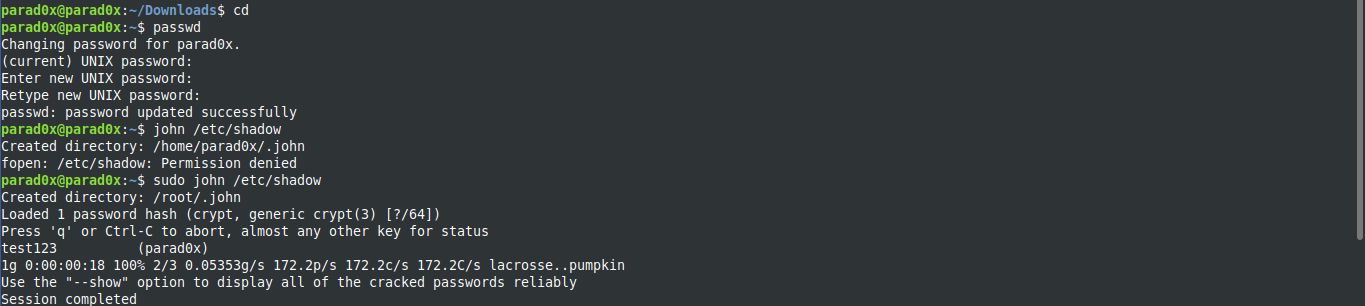 parad0x@parad0x:~/Downloads$ cd
parad0x@parad0x:~$ passwd
Changing password for parad0x.
(current) UNIX password:
Enter new UNIX password:
Retype new UNIX password:
passwd: password updated successfully
parad0x@parad0x:~$ john /etc/shadow
Created directory: /home/parad0x/.john
fopen: /etc/shadow: Permission denied
parad0x@parad0x:~$ sudo john /etc/shadow
Created directory: /root/.john
Loaded 1 password hash (crypt, generic crypt(3) [?/64])
Press 'q' or Ctrl-C to abort, almost any other key for status
test123          (parad0x)
1g 0:00:00:18 100% 2/3 0.05353g/s 172.2p/s 172.2c/s 172.2C/s lacrosse..pumpkin
Use the "--show" option to display all of the cracked passwords reliably
Session completed